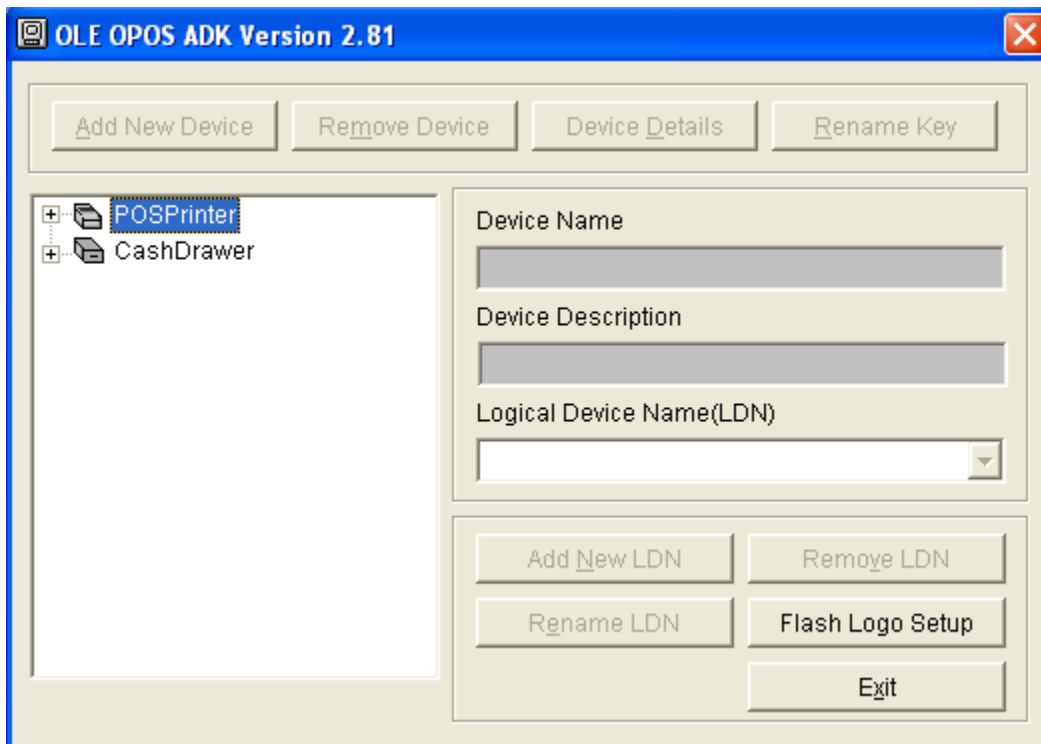 OLE OPOS ADK Version 2.81
Add New Device Remove Device Device Details Rename Key
POSPrinter
CashDrawer
Device Name
Device Description
Logical Device Name(LDN)
Add New LDN Remove LDN
Rename LDN Flash Logo Setup
Exit